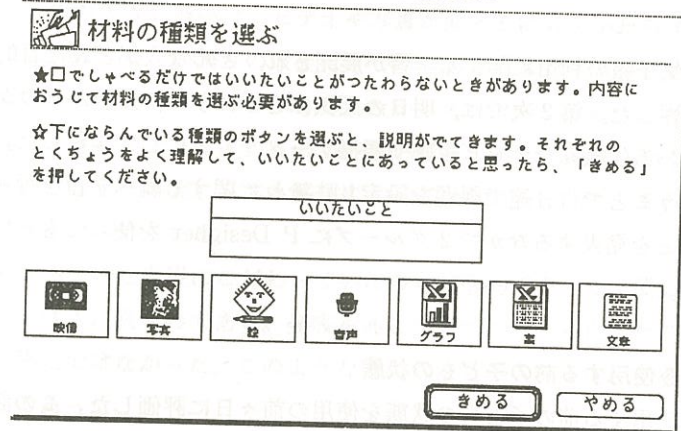 材料の種類を選ぶ
★口でしゃべるだけではいいたいことがつたわらないときがあります。内容に
おうじて材料の種類を選ぶ必要があります。
☆下にならんでいる種類のボタンを選ぶと、説明がでてきます。それぞれの
とくちょうをよく理解して、いいたいことにあっていると思ったら、「きめる」
を押してください。
いいたいこと
映像 写真 絵 音声 グラフ 表 文章
きめる やめる